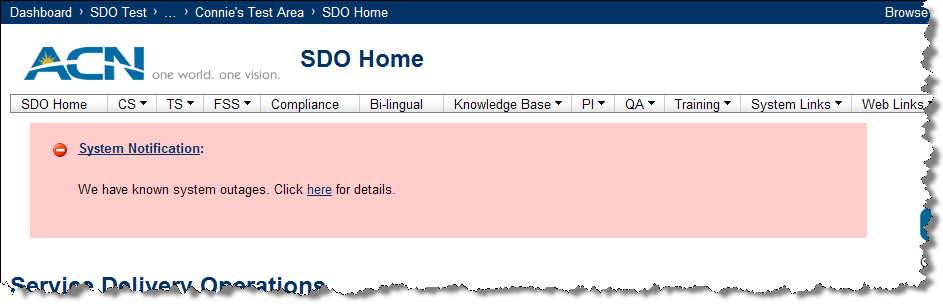 Dashboard › SDO Test › ... › Connie's Test Area › SDO Home Browse
ACN one world. one vision. SDO Home
SDO Home CS TS FSS Compliance Bi-lingual Knowledge Base PI QA Training System Links Web Links
System Notification:
We have known system outages. Click here for details.
Service Delivery Operations